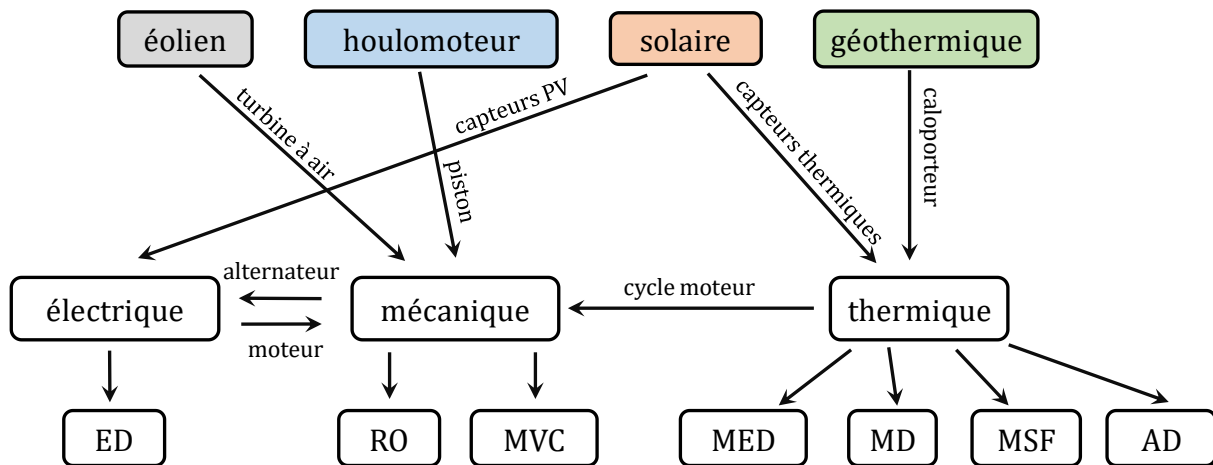 éolien
houlomoteur
solaire
géothermique
turbine à air
piston
capteurs PV
capteurs thermiques
caloporteur
alternateur
électrique
mécanique
cycle moteur
thermique
moteur
ED
RO
MVC
MED
MD
MSF
AD